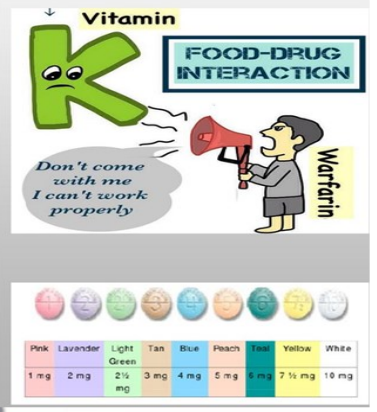 ↓ Vitamin
K
FOOD-DRUG
INTERACTION
Don't come
with me
I can't work
properly
Warfarin
Pink Lavender Light Green Tan Blue Peach Teal Yellow White
1 mg 2 mg 2½ mg 3 mg 4 mg 5 mg 6 mg 7 ½ mg 10 mg